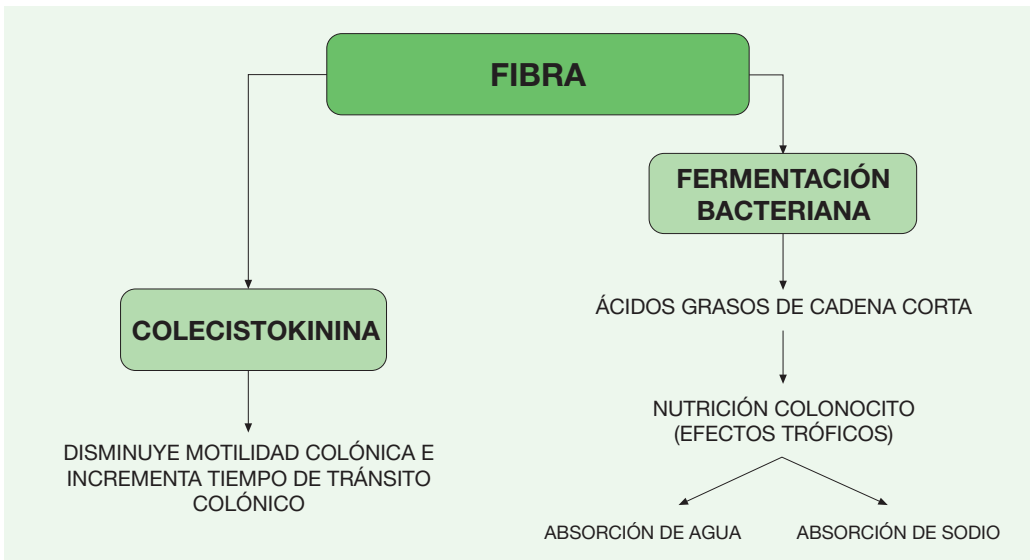 FIBRA
FERMENTACIÓN
BACTERIANA
ÁCIDOS GRASOS DE CADENA CORTA
COLECISTOKININA
NUTRICIÓN COLONOCITO
(EFECTOS TRÓFICOS)
DISMINUYE MOTILIDAD COLÓNICA E
INCREMENTA TIEMPO DE TRÁNSITO
COLÓNICO
ABSORCIÓN DE AGUA
ABSORCIÓN DE SODIO